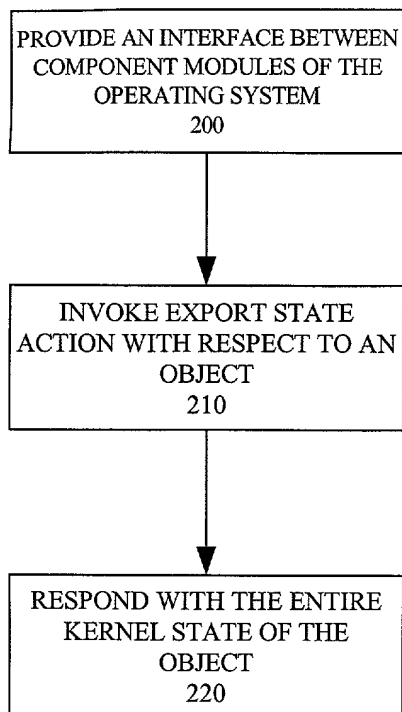 PROVIDE AN INTERFACE BETWEEN
COMPONENT MODULES OF THE
OPERATING SYSTEM
200
INVOKE EXPORT STATE
ACTION WITH RESPECT TO AN
OBJECT
210
RESPOND WITH THE ENTIRE
KERNEL STATE OF THE
OBJECT
220